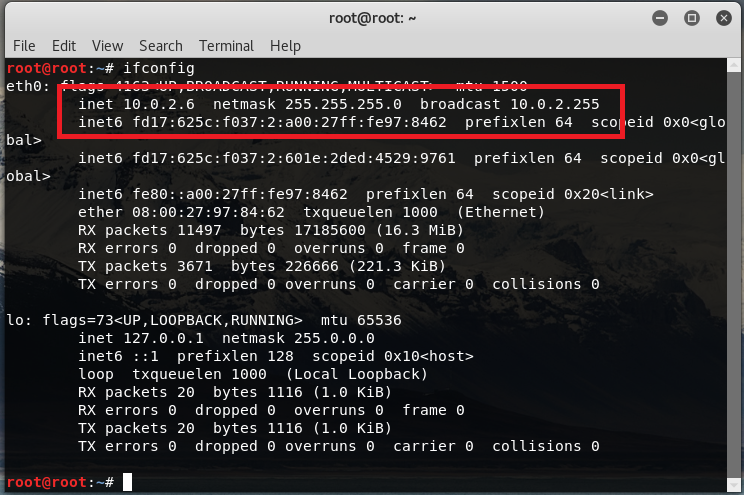 root@root: ~
File Edit View Search Terminal Help
root@root:~# ifconfig
eth0: flags=4163<UP,BROADCAST,RUNNING,MULTICAST> mtu 1500
inet 10.0.2.6 netmask 255.255.255.0 broadcast 10.0.2.255
inet6 fd17:625c:f037:2:a00:27ff:fe97:8462 prefixlen 64 scopeid 0x0<glo
bal>
inet6 fd17:625c:f037:2:601e:2ded:4529:9761 prefixlen 64 scopeid 0x0<gl
obal>
inet6 fe80::a00:27ff:fe97:8462 prefixlen 64 scopeid 0x20<link>
ether 08:00:27:97:84:62 txqueuelen 1000 (Ethernet)
RX packets 11497 bytes 17185600 (16.3 MiB)
RX errors 0 dropped 0 overruns 0 frame 0
TX packets 3671 bytes 226666 (221.3 KiB)
TX errors 0 dropped 0 overruns 0 carrier 0 collisions 0
lo: flags=73<UP,LOOPBACK,RUNNING> mtu 65536
inet 127.0.0.1 netmask 255.0.0.0
inet6 ::1 prefixlen 128 scopeid 0x10<host>
loop txqueuelen 1000 (Local Loopback)
RX packets 20 bytes 1116 (1.0 KiB)
RX errors 0 dropped 0 overruns 0 frame 0
TX packets 20 bytes 1116 (1.0 KiB)
TX errors 0 dropped 0 overruns 0 carrier 0 collisions 0
root@root:~#